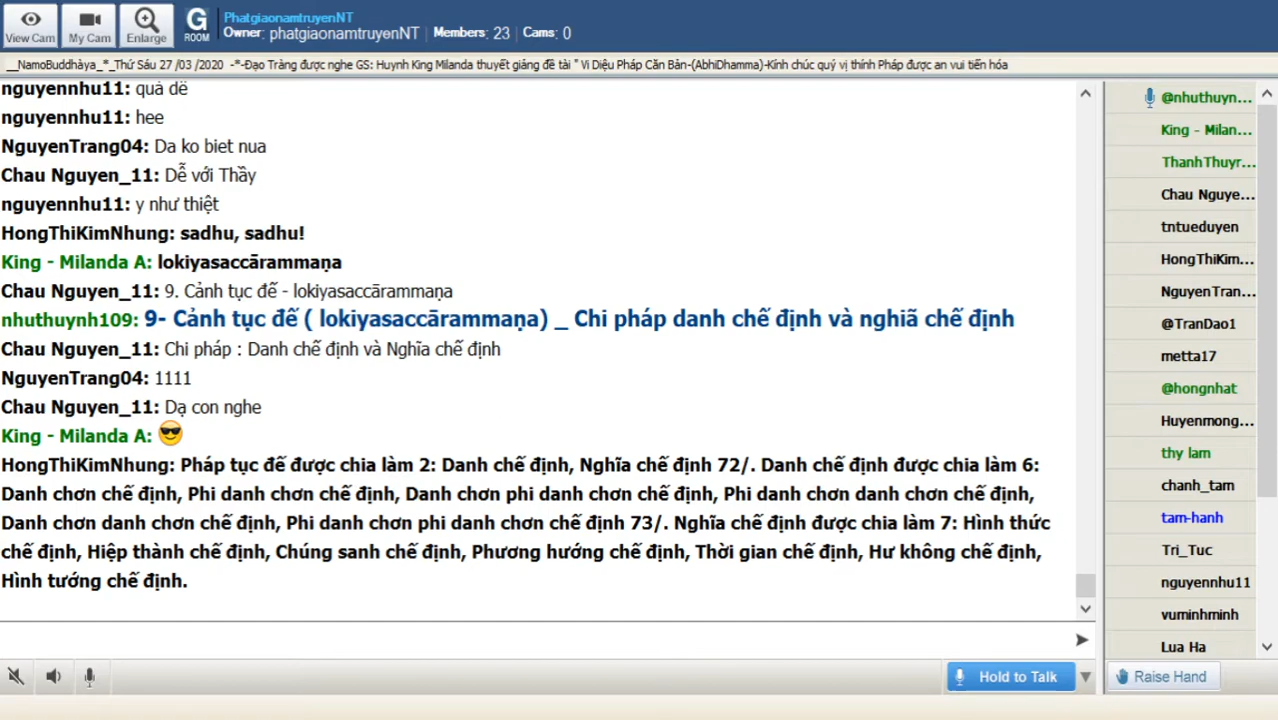 View Cam
My Cam
Enlarge
G
ROOM
PhatgiaonamtruyenNT
Owner: phatgiaonamtruyenNT | Members: 23 | Cams: 0
__NamoBuddhàya_*_Thứ Sáu 27 /03 /2020 -*-Đạo Tràng được nghe GS: Huynh King Milanda thuyết giảng đề tài " Vi Diệu Pháp Căn Bản-(AbhiDhamma)-Kính chúc quý vị thính Pháp được an vui tiến hóa
nguyennhu11: quá dễ
nguyennhu11: hee
NguyenTrang04: Da ko biet nua
Chau Nguyen_11: Dễ với Thầy
nguyennhu11: y như thiệt
HongThiKimNhung: sadhu, sadhu!
King - Milanda A: lokiyasaccārammaṇa
Chau Nguyen_11: 9. Cảnh tục đế - lokiyasaccārammaṇa
nhuthuynh109: 9- Cảnh tục đế ( lokiyasaccārammaṇa) _ Chi pháp danh chế định và nghiã chế định
Chau Nguyen_11: Chi pháp : Danh chế định và Nghĩa chế định
NguyenTrang04: 1111
Chau Nguyen_11: Dạ con nghe
King - Milanda A: 😎
HongThiKimNhung: Pháp tục đế được chia làm 2: Danh chế định, Nghĩa chế định 72/. Danh chế định được chia làm 6:
Danh chơn chế định, Phi danh chơn chế định, Danh chơn phi danh chơn chế định, Phi danh chơn danh chơn chế định,
Danh chơn danh chơn chế định, Phi danh chơn phi danh chơn chế định 73/. Nghĩa chế định được chia làm 7: Hình thức
chế định, Hiệp thành chế định, Chúng sanh chế định, Phương hướng chế định, Thời gian chế định, Hư không chế định,
Hình tướng chế định.
@nhuthuyn...
King - Milan...
ThanhThuyr...
Chau Nguye...
tntueduyen
HongThiKim...
NguyenTran...
@TranDao1
metta17
@hongnhat
Huyenmong...
thy lam
chanh_tam
tam-hanh
Tri_Tuc
nguyennhu11
vuminhminh
Lua Ha
Hold to Talk
Raise Hand